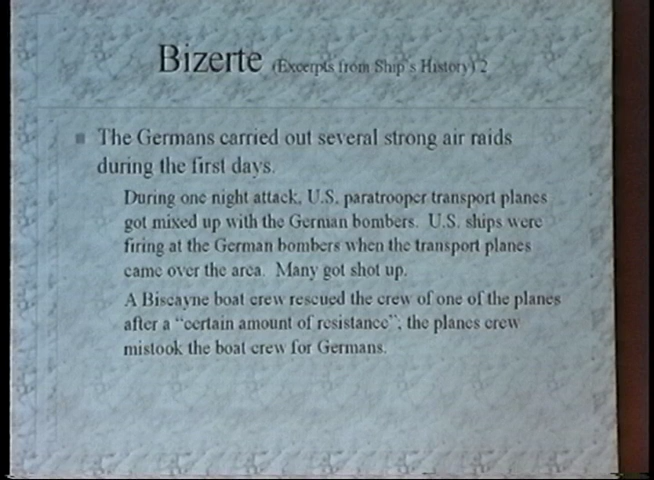 Bizerte (Excerpts from Ship's History) 2
The Germans carried out several strong air raids
during the first days.
During one night attack, U.S. paratrooper transport planes
got mixed up with the German bombers. U.S. ships were
firing at the German bombers when the transport planes
came over the area. Many got shot up.
A Biscayne boat crew rescued the crew of one of the planes
after a “certain amount of resistance”; the planes crew
mistook the boat crew for Germans.